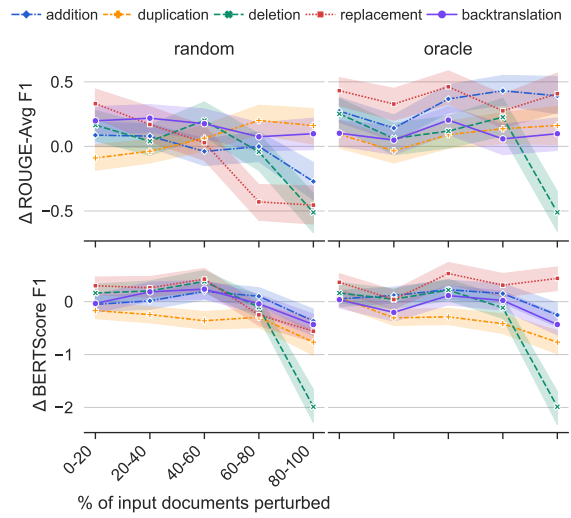 addition duplication deletion replacement backtranslation
random oracle
Δ ROUGE-Avg F1
0.5
0.0
−0.5
Δ BERTScore F1
0
−1
−2
0-20 20-40 40-60 60-80 80-100
% of input documents perturbed